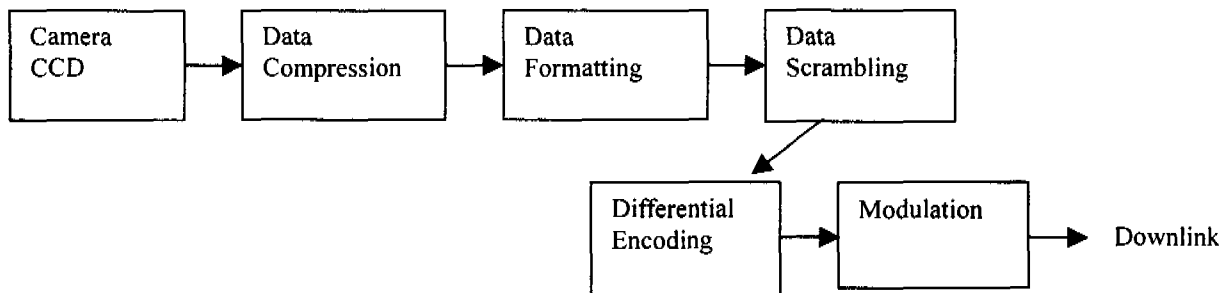 Camera
CCD
Data
Compression
Data
Formatting
Data
Scrambling
Differential
Encoding
Modulation
Downlink